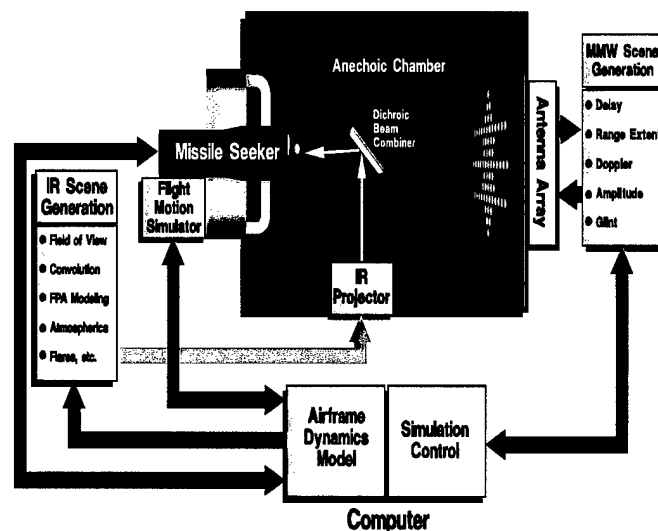 Anechoic Chamber
MMW Scene
Generation
Delay
Range Extent
Doppler
Amplitude
Glint
Antenna Array
Dichroic
Beam
Combiner
Missile Seeker
IR Scene
Generation
Field of View
Convolution
FPA Modeling
Atmospherics
Flares, etc.
Flight
Motion
Simulator
IR
Projector
Airframe
Dynamics
Model
Simulation
Control
Computer